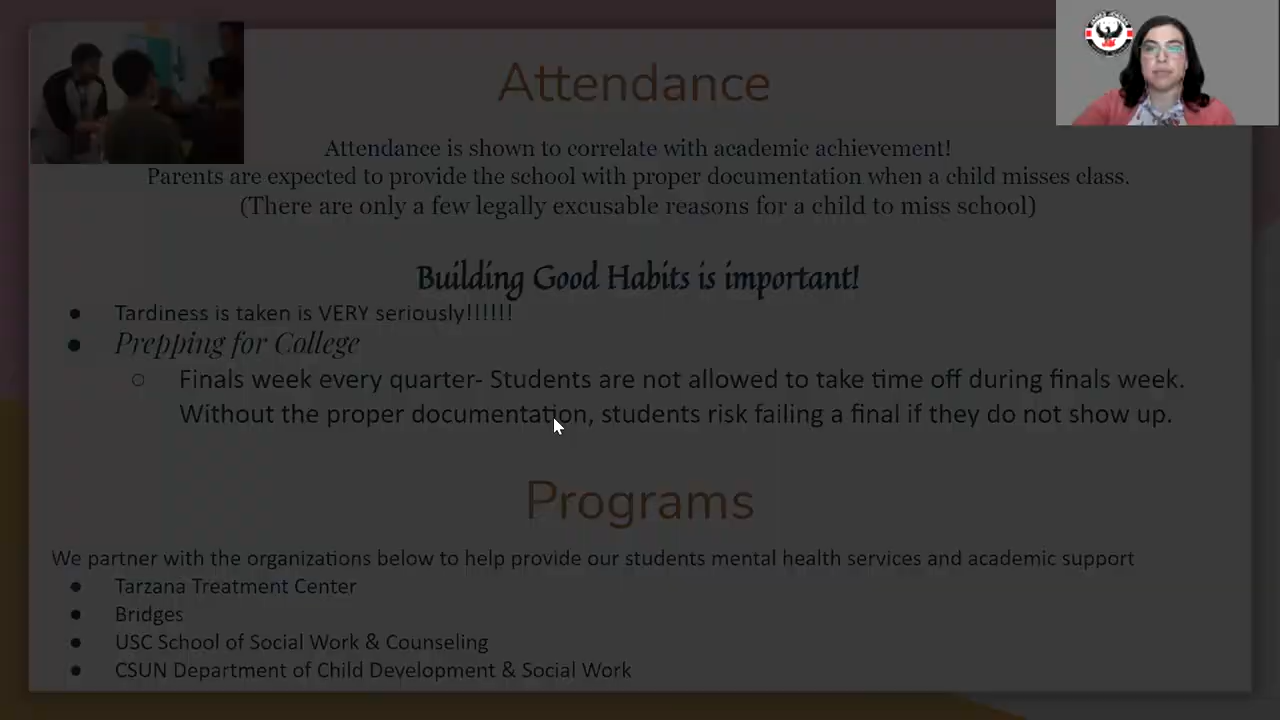 Attendance
Attendance is shown to correlate with academic achievement!
Parents are expected to provide the school with proper documentation when a child misses class.
(There are only a few legally excusable reasons for a child to miss school)
Building Good Habits is important!
Tardiness is taken is VERY seriously!!!!!!
Prepping for College
Finals week every quarter- Students are not allowed to take time off during finals week.
Without the proper documentation, students risk failing a final if they do not show up.
Programs
We partner with the organizations below to help provide our students mental health services and academic support
Tarzana Treatment Center
Bridges
USC School of Social Work & Counseling
CSUN Department of Child Development & Social Work